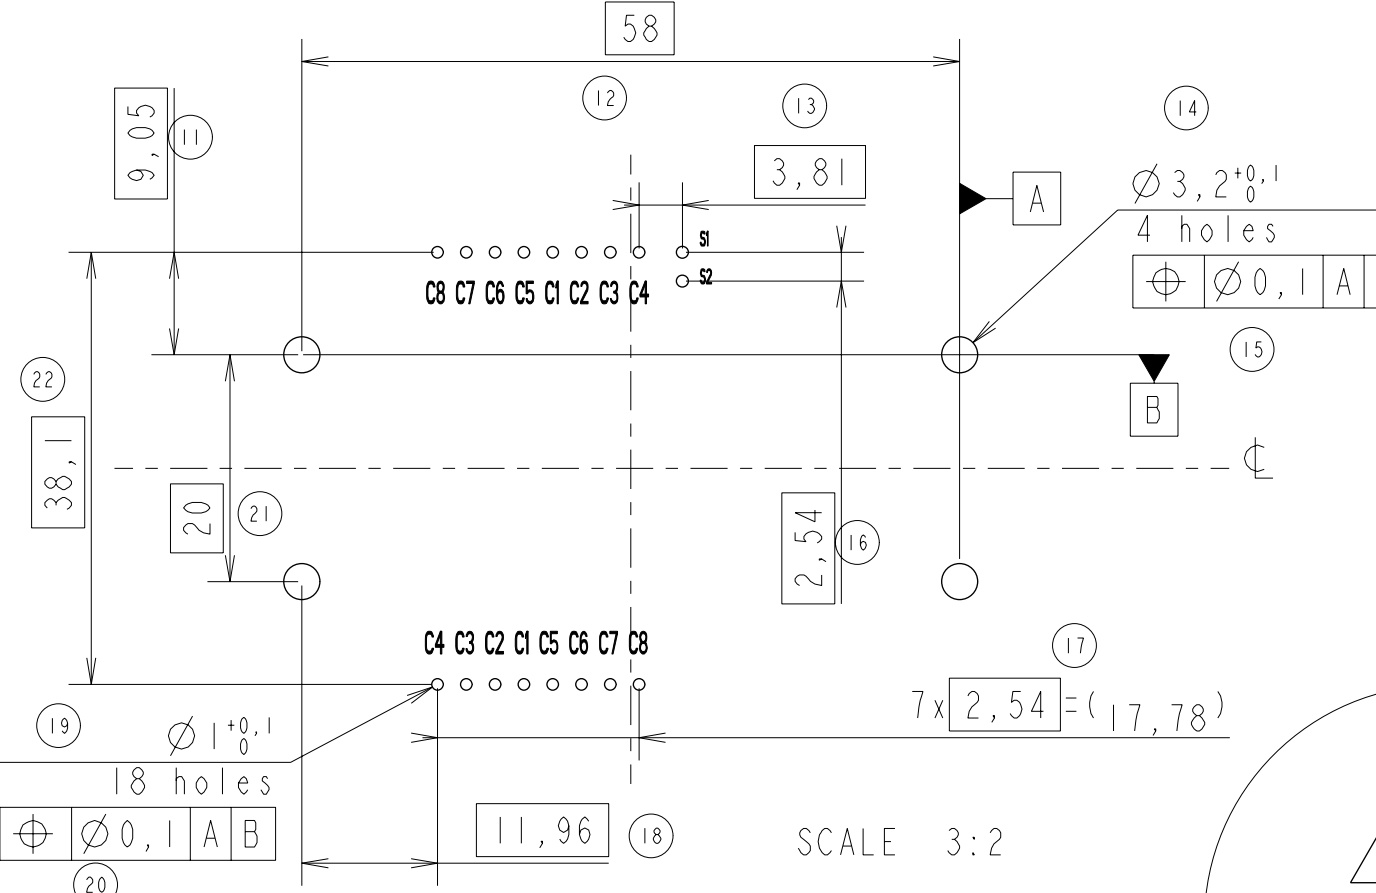 58
12
13
14
9,05
11
3,81
A
Ø 3,2 +0,1 0
4 holes
Ø 0,1 A
S1
S2
C8 C7 C6 C5 C1 C2 C3 C4
15
22
B
38,1
20
21
2,54
16
C4 C3 C2 C1 C5 C6 C7 C8
17
7x 2,54 =( 17,78 )
19
Ø 1 +0,1 0
18 holes
Ø 0,1 A B
20
11,96
18
SCALE 3:2